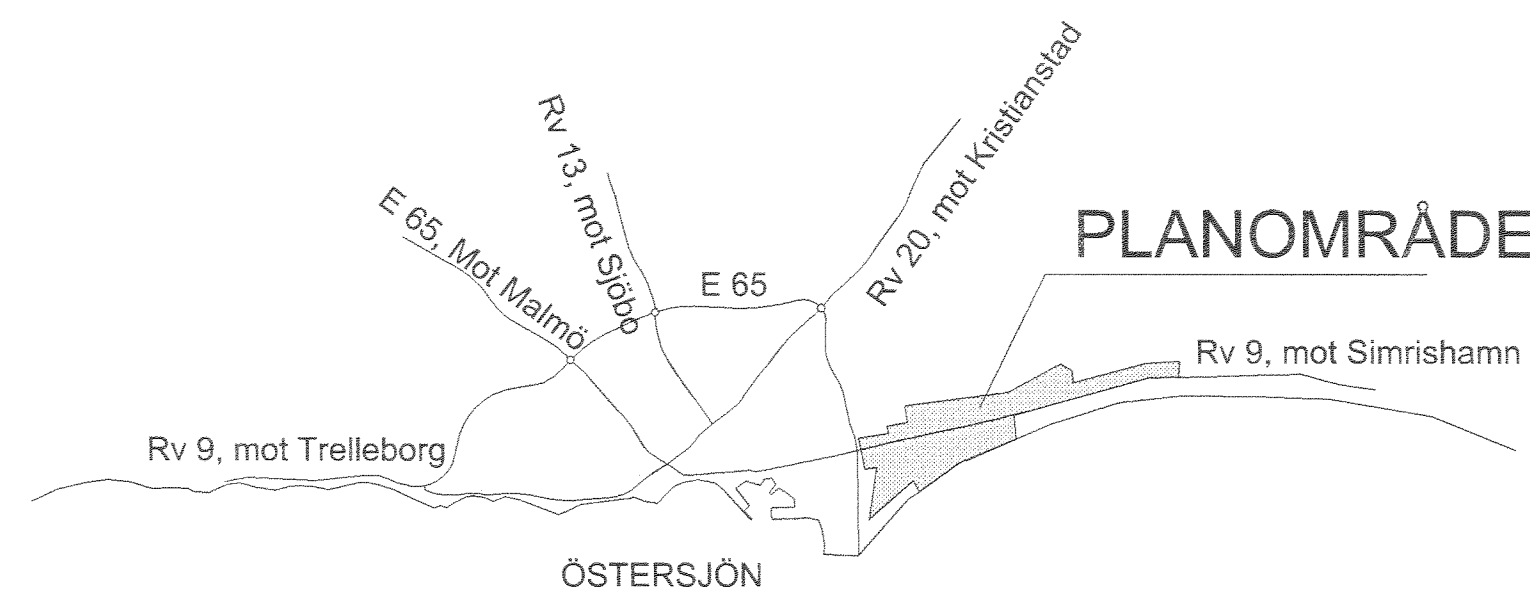 Rv 20, mot Kristianstad
Rv 13, mot Sjöbo
E 65, Mot Malmö
PLANOMRÅDE
E 65
Rv 9, mot Simrishamn
Rv 9, mot Trelleborg
ÖSTERSJÖN